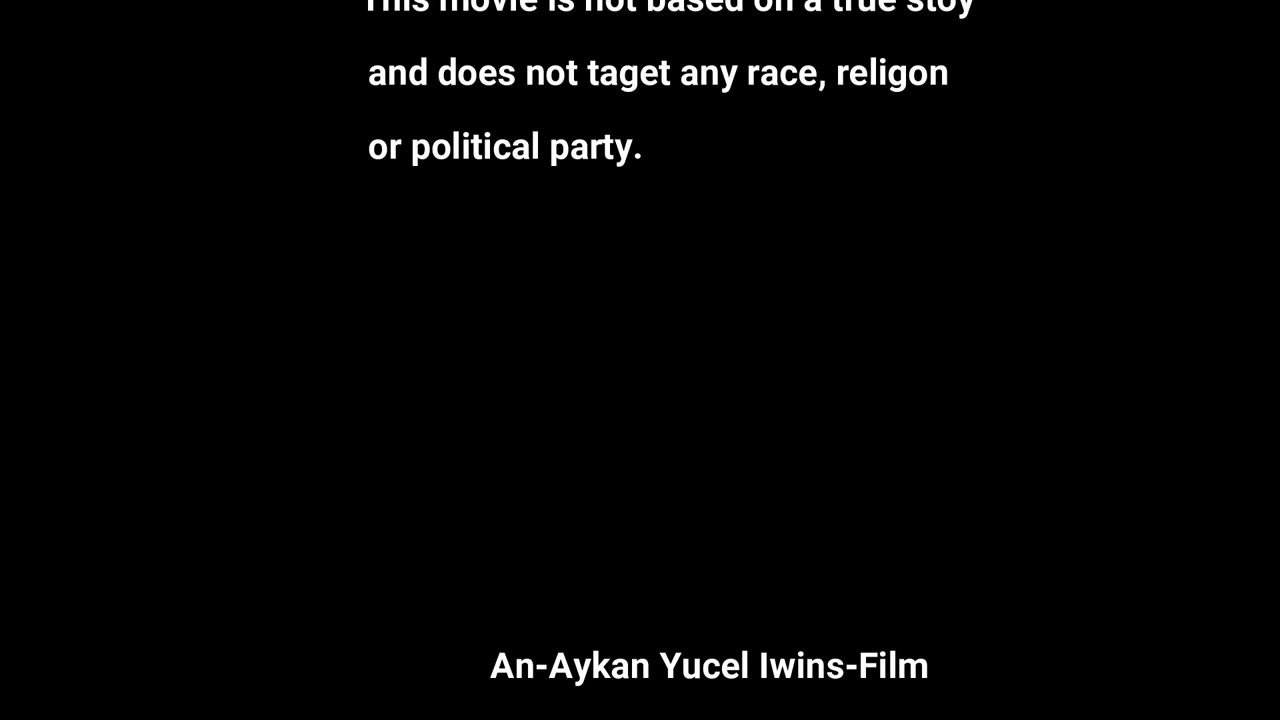 This movie is not based on a true stoy
and does not taget any race, religon
or political party.
An-Aykan Yucel Iwins-Film